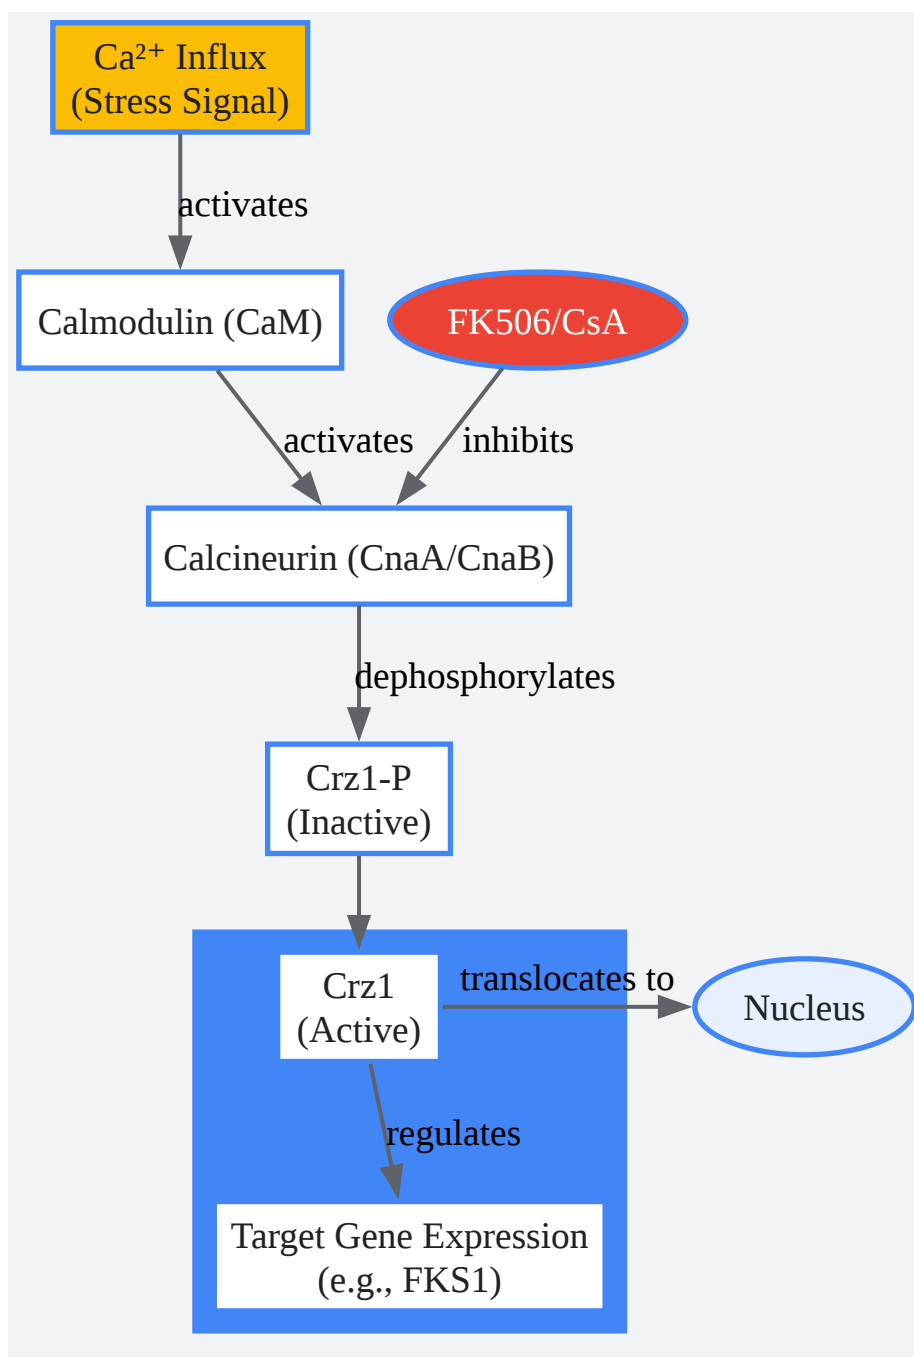 Ca²⁺ Influx
(Stress Signal)
activates
Calmodulin (CaM)
FK506/CsA
activates
inhibits
Calcineurin (CnaA/CnaB)
dephosphorylates
Crz1-P
(Inactive)
Crz1
(Active)
translocates to
Nucleus
regulates
Target Gene Expression
(e.g., FKS1)